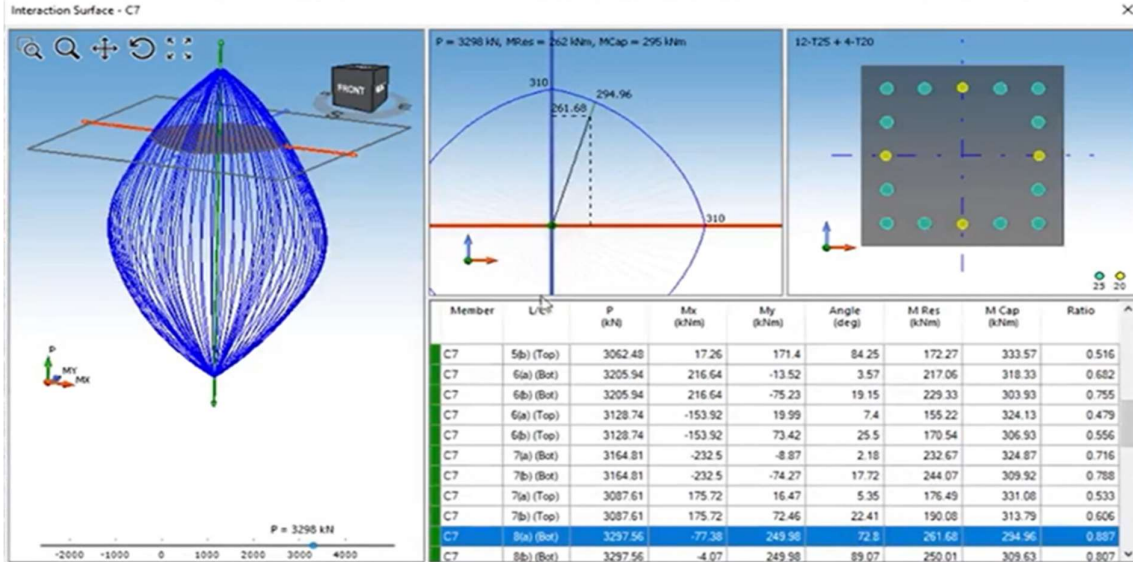 Interaction Surface - C7
FRONT
P
MY
MX
P = 3298 kN
-2000 -1000 0 1000 2000 3000 4000
P = 3298 kN, MRes = 262 kNm, MCap = 295 kNm
310
294.96
261.68
310
12-T25 + 4-T20
25 20
Member L/C P (kN) Mx (kNm) My (kNm) Angle (deg) M Res (kNm) M Cap (kNm) Ratio
C7 5(b) (Top) 3062.48 17.26 171.4 84.25 172.27 333.57 0.516
C7 6(a) (Bot) 3205.94 216.64 -13.52 3.57 217.06 318.33 0.682
C7 6(b) (Bot) 3205.94 216.64 -75.23 19.15 229.33 303.93 0.755
C7 6(a) (Top) 3128.74 -153.92 19.99 7.4 155.22 324.13 0.479
C7 6(b) (Top) 3128.74 -153.92 73.42 25.5 170.54 306.93 0.556
C7 7(a) (Bot) 3164.81 -232.5 -8.87 2.18 232.67 324.87 0.716
C7 7(b) (Bot) 3164.81 -232.5 -74.27 17.72 244.07 309.92 0.788
C7 7(a) (Top) 3087.61 175.72 16.47 5.35 176.49 331.08 0.533
C7 7(b) (Top) 3087.61 175.72 72.46 22.41 190.08 313.79 0.606
C7 8(a) (Bot) 3297.56 -77.38 249.98 72.8 261.68 294.96 0.887
C7 8(b) (Bot) 3297.56 -4.07 249.98 89.07 250.01 309.63 0.807